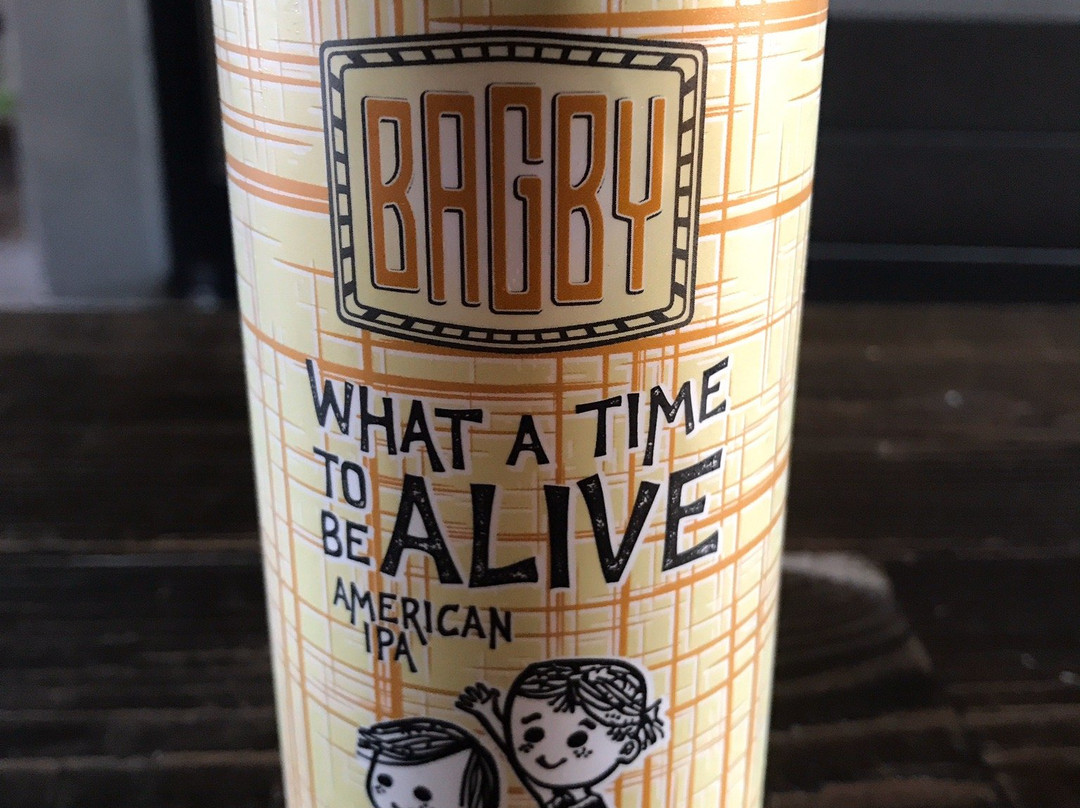 BAGBY
WHAT A TIME
TO
BE ALIVE
AMERICAN
IPA